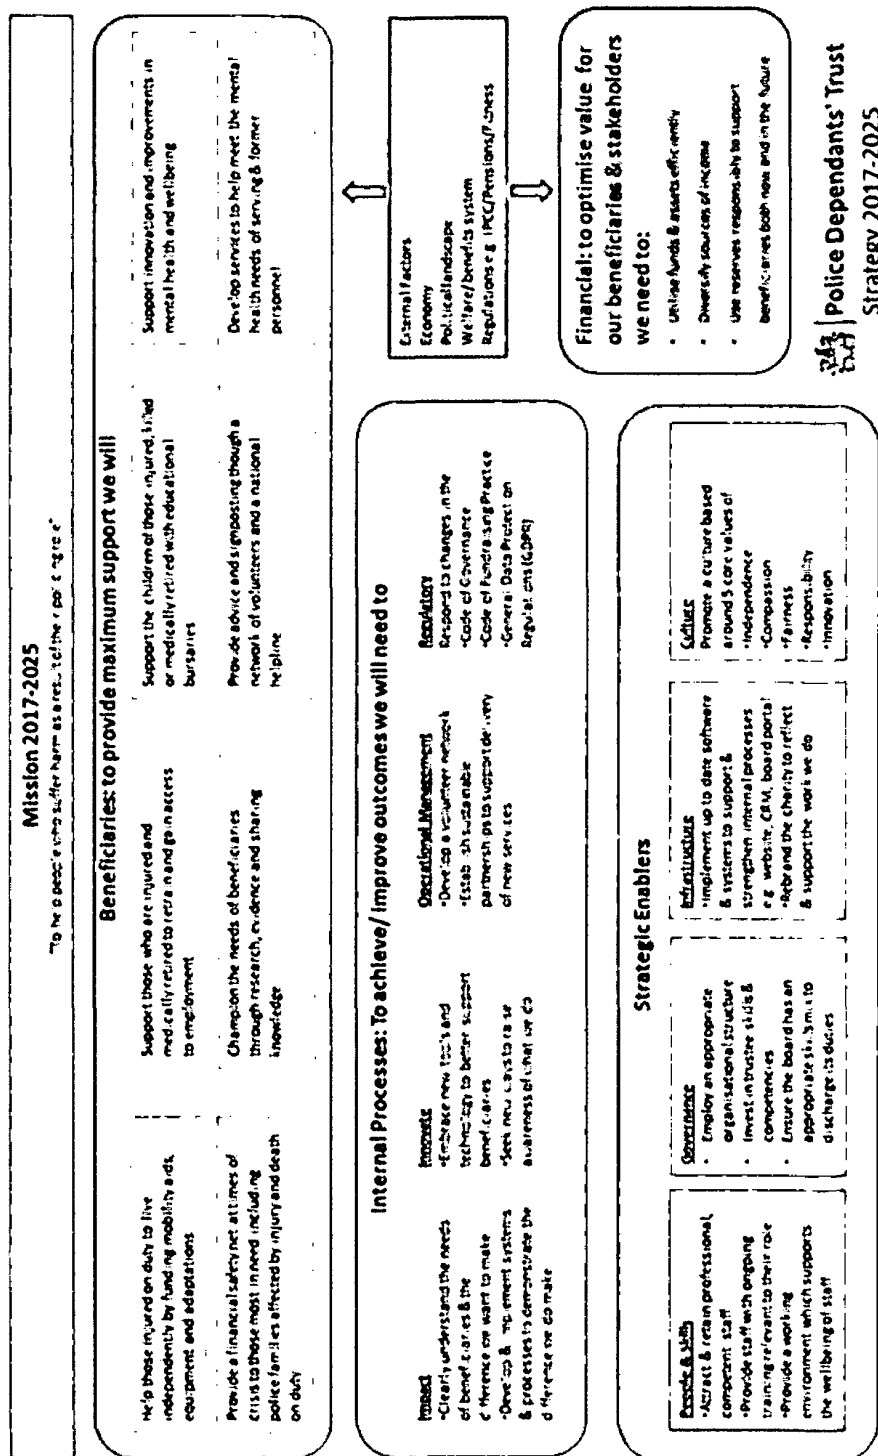 Mission 2017-2025
"To help people who suffer harm as a result of their policing role"
Beneficiaries: to provide maximum support we will
Help those injured on duty to live
independently by funding mobility aids,
equipment and adaptations
Support those who are injured and
medically retired to retrain and gain access
to employment
Support the children of those injured, killed
or medically retired with educational
bursaries
Support innovation and improvements in
mental health and wellbeing
Provide a financial safety net at times of
crisis to those most in need including
police families affected by injury and death
on duty
Champion the needs of beneficiaries
through research, evidence and sharing
knowledge
Provide advice and signposting though a
network of volunteers and a national
helpline
Develop services to help meet the mental
health needs of serving & former
personnel
Internal Processes: To achieve/ improve outcomes we will need to
Impact
•Clearly understand the needs
of beneficiaries & the
difference we want to make
•Develop & implement systems
& processes to demonstrate the
difference we do make
Innovate
•Embrace new tools and
technology to better support
beneficiaries
•Seek new ways to raise
awareness of what we do
Operational Management
•Develop a volunteer network
•Establish sustainable
partnerships to support delivery
of new services
Regulatory
Respond to changes in the
•Code of Governance
•Code of Fundraising Practice
•General Data Protection
Regulations (GDPR)
External factors
Economy
Political landscape
Welfare/benefits system
Regulations e.g. IPCC/Pensions/Fitness
Strategic Enablers
People & Skills
•Attract & retain professional,
competent staff
•Provide staff with ongoing
training relevant to their role
•Provide a working
environment which supports
the wellbeing of staff
Governance
• Employ an appropriate
organisational structure
• Invest in trustee skills &
competencies
• Ensure the board has an
appropriate skills mix to
discharge its duties
Infrastructure
•Implement up to date software
& systems to support &
strengthen internal processes
e.g. website, CRM, board portal
•Rebrand the charity to reflect
& support the work we do
Culture
Promote a culture based
around 5 core values of
•Independence
•Compassion
•Fairness
•Responsibility
•Innovation
Financial: to optimise value for
our beneficiaries & stakeholders
we need to:
• Utilise funds & assets efficiently
• Diversify sources of income
• Use reserves responsibly to support
beneficiaries both now and in the future
Police Dependants' Trust
Strategy 2017-2025